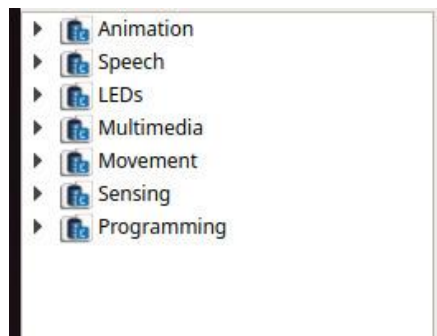 Animation
Speech
LEDs
Multimedia
Movement
Sensing
Programming